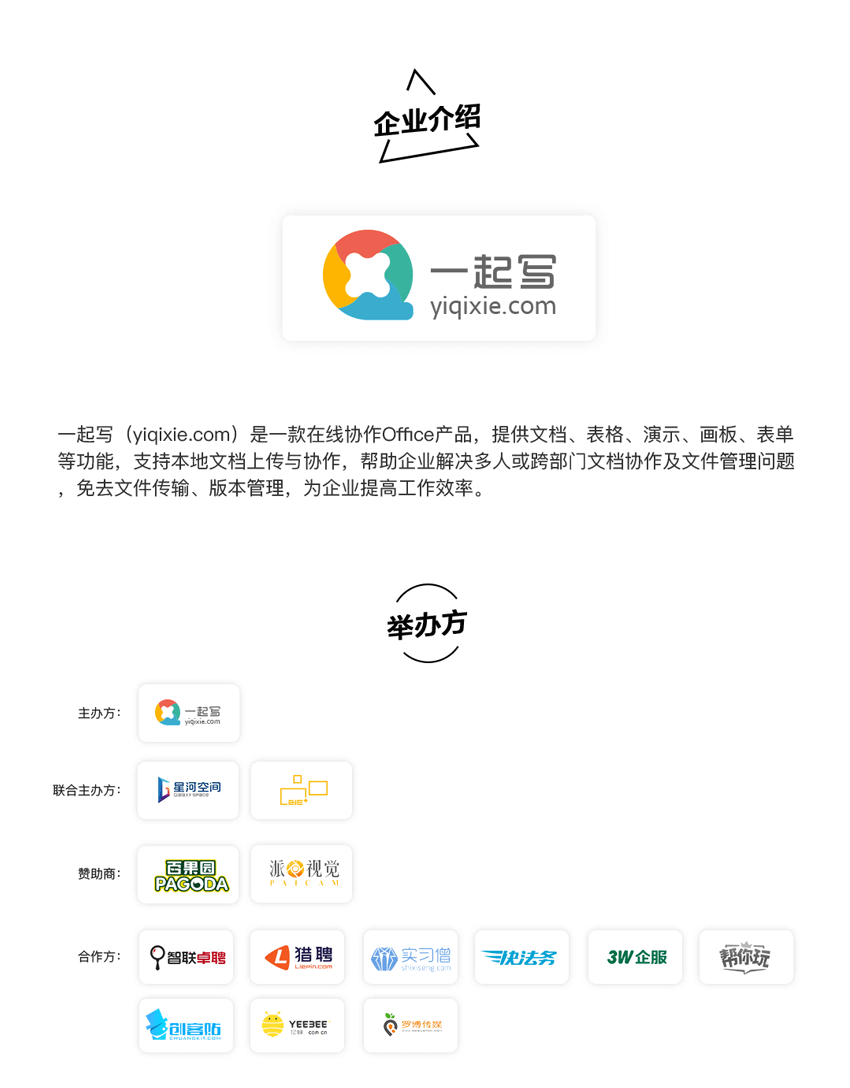 企业介绍
一起写
yiqixie.com
一起写（yiqixie.com）是一款在线协作Office产品，提供文档、表格、演示、画板、表单
等功能，支持本地文档上传与协作，帮助企业解决多人或跨部门文档协作及文件管理问题
，免去文件传输、版本管理，为企业提高工作效率。
举办方
主办方：
一起写
yiqixie.com
联合主办方：
星河空间
GALAXY SPACE
赞助商：
百果园
PAGODA
派视觉
PAICAM
合作方：
智联卓聘
猎聘
Liepin.com
实习僧
shixiseng.com
快法务
3W企服
帮你玩
创客贴
CHUANGKIT.COM
YEEBEE
com.cn
罗博传媒